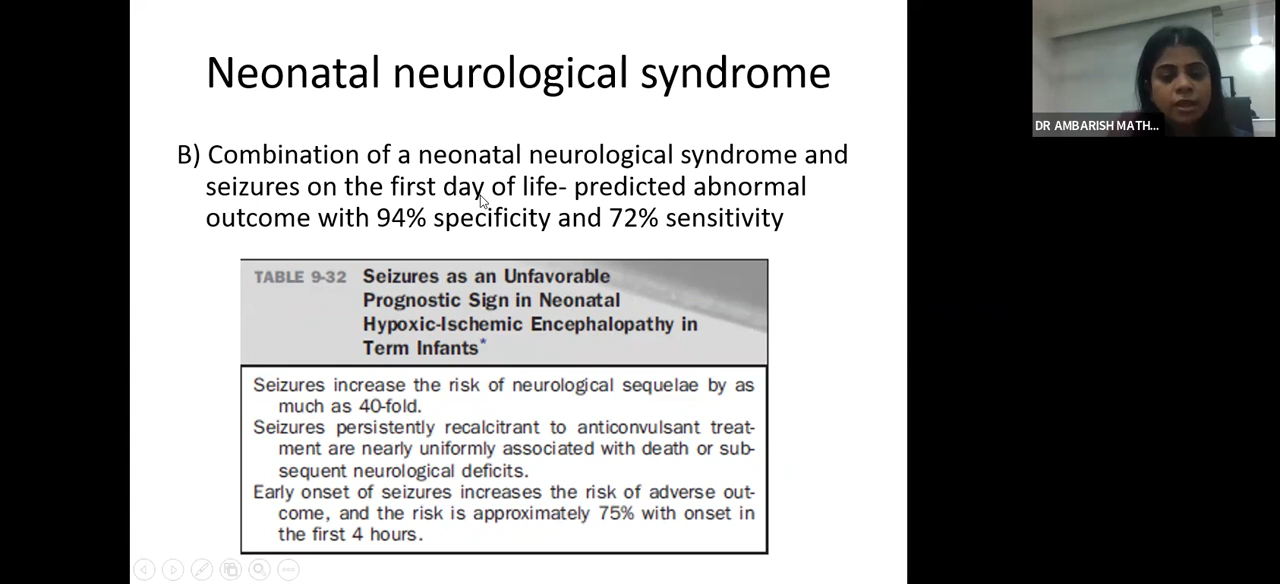 Neonatal neurological syndrome
B) Combination of a neonatal neurological syndrome and
seizures on the first day of life- predicted abnormal
outcome with 94% specificity and 72% sensitivity
TABLE 9-32 Seizures as an Unfavorable
Prognostic Sign in Neonatal
Hypoxic-Ischemic Encephalopathy in
Term Infants*
Seizures increase the risk of neurological sequelae by as
much as 40-fold.
Seizures persistently recalcitrant to anticonvulsant treat-
ment are nearly uniformly associated with death or sub-
sequent neurological deficits.
Early onset of seizures increases the risk of adverse out-
come, and the risk is approximately 75% with onset in
the first 4 hours.
DR AMBARISH MATH...